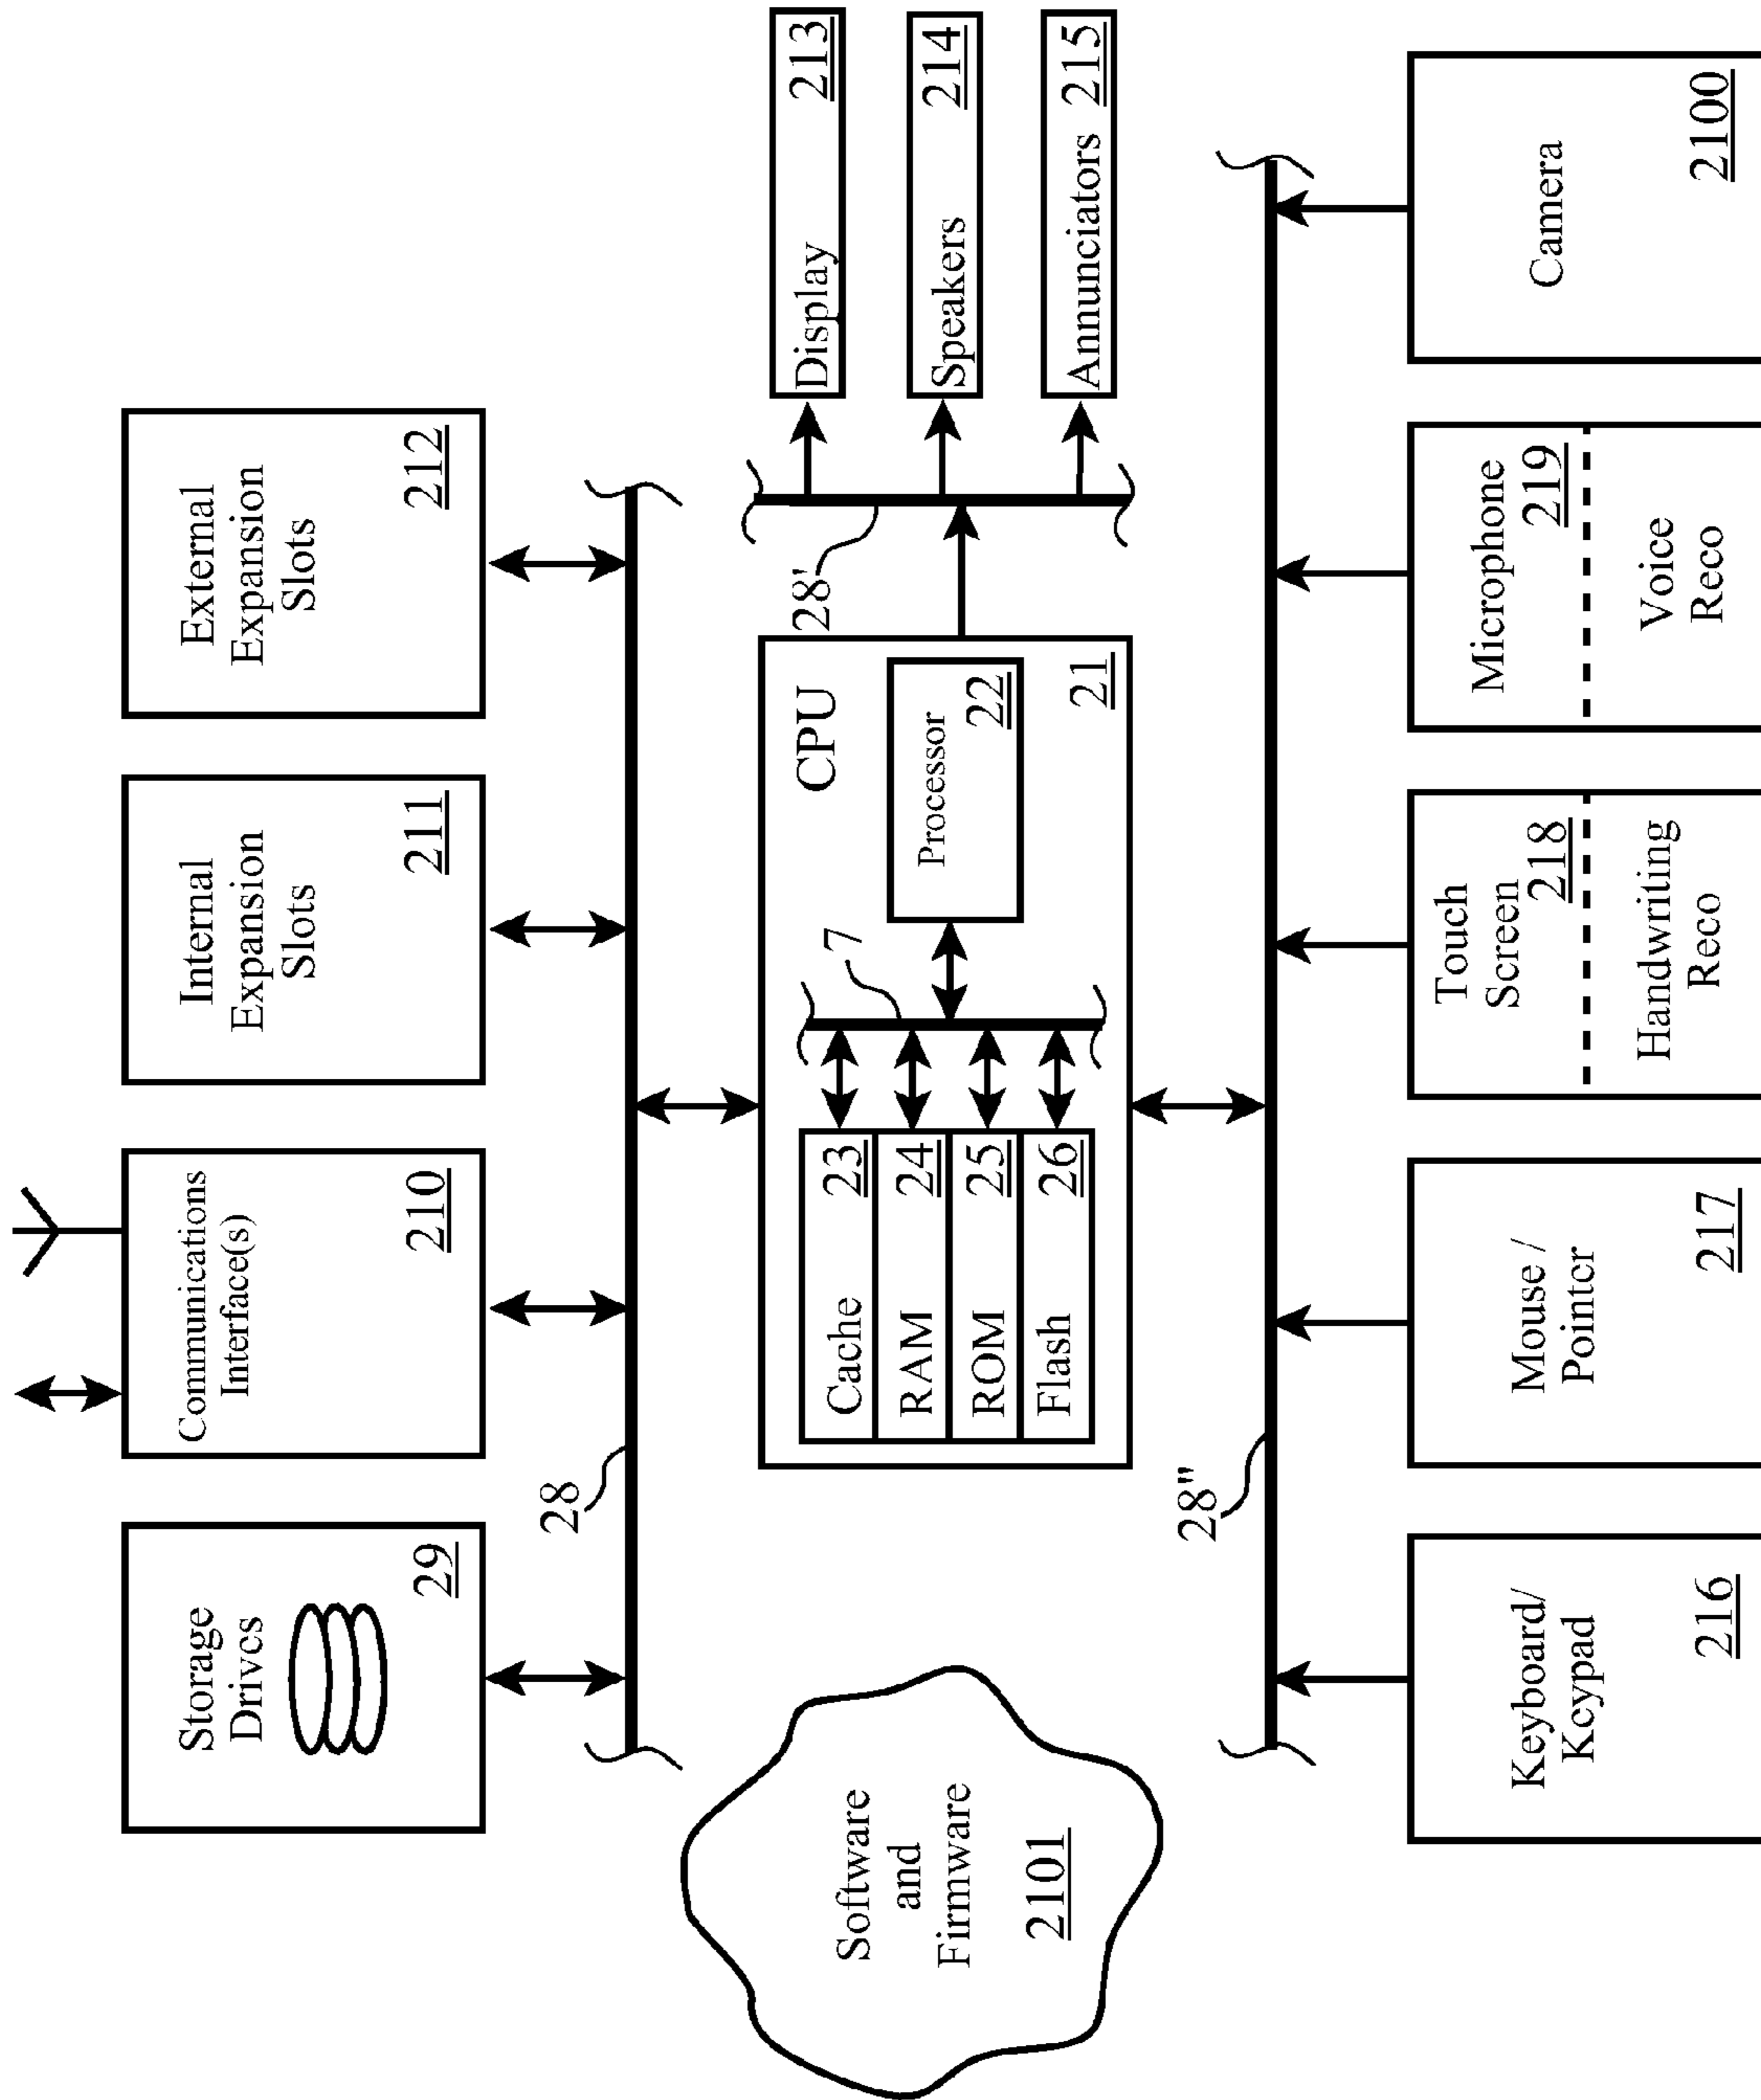 Storage
Drives
29
Communications
Interface(s)
210
Internal
Expansion
Slots
211
External
Expansion
Slots
212
28
Software
and
Firmware
2101
CPU
Cache 23
RAM 24
ROM 25
Flash 26
7
Processor
22
21
28'
Display 213
Speakers 214
Annunciators 215
28"
Keyboard/
Keypad
216
Mouse /
Pointer
217
Touch
Screen
218
Handwriting
Reco
Microphone
219
Voice
Reco
Camera
2100